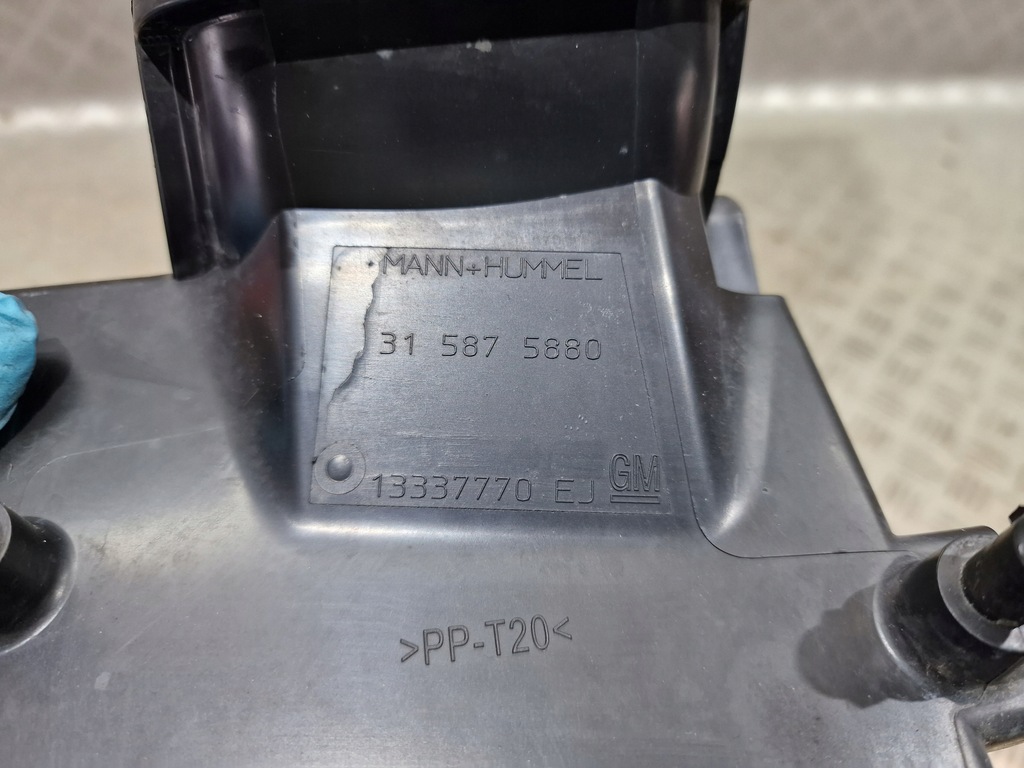 MANN+HUMMEL
31 587 5880
13337770 EJ GM
>PP-T20<